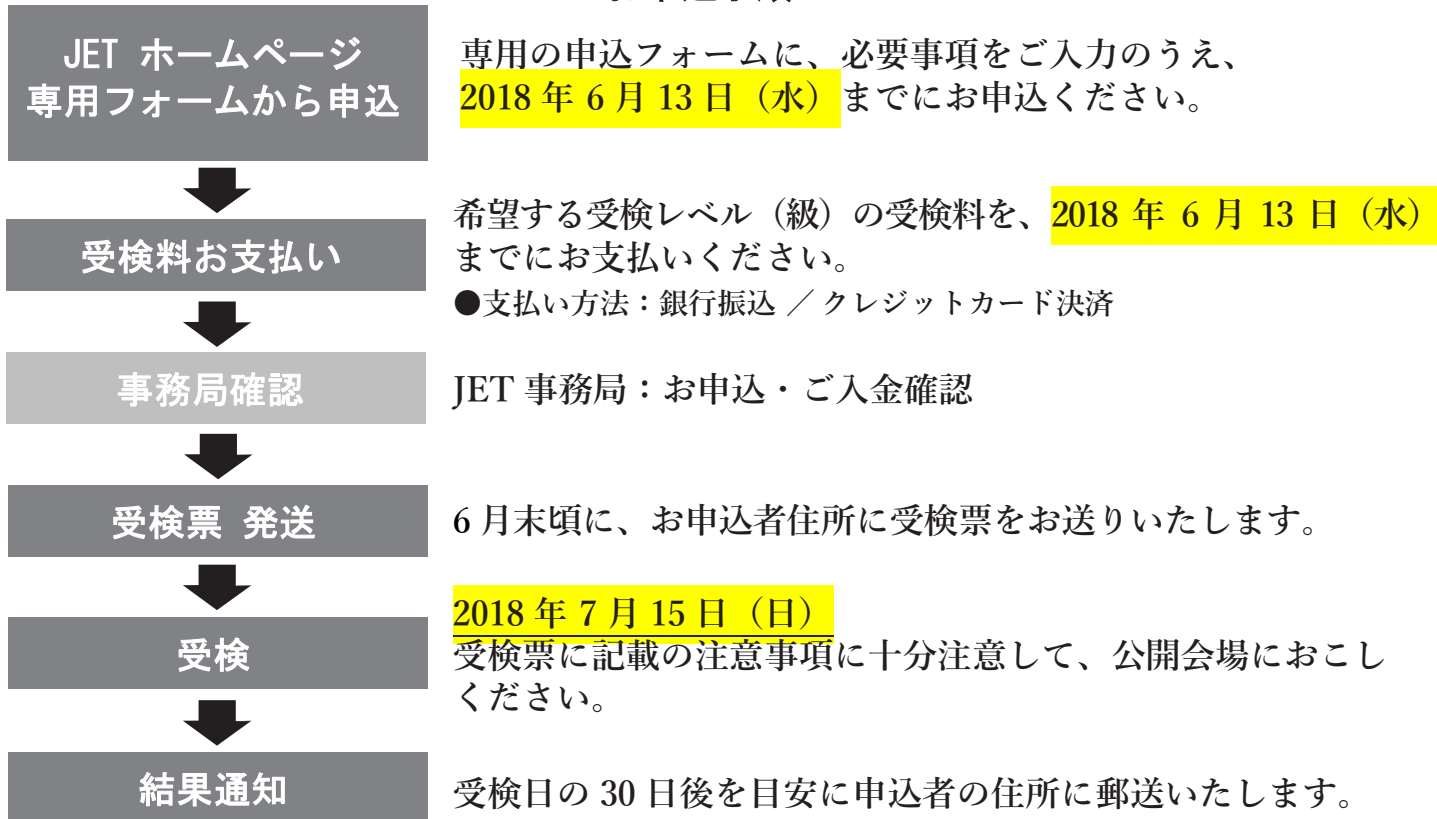 JET ホームページ
専用フォームから申込
専用の申込フォームに、必要事項をご入力のうえ、
2018 年 6 月 13 日（水）までにお申込ください。
受検料お支払い
希望する受検レベル（級）の受検料を、2018 年 6 月 13 日（水）
までにお支払いください。
●支払い方法：銀行振込 ／クレジットカード決済
事務局確認
JET 事務局：お申込・ご入金確認
受検票 発送
6 月末頃に、お申込者住所に受検票をお送りいたします。
受検
2018 年 7 月 15 日（日）
受検票に記載の注意事項に十分注意して、公開会場におこし
ください。
結果通知
受検日の 30 日後を目安に申込者の住所に郵送いたします。